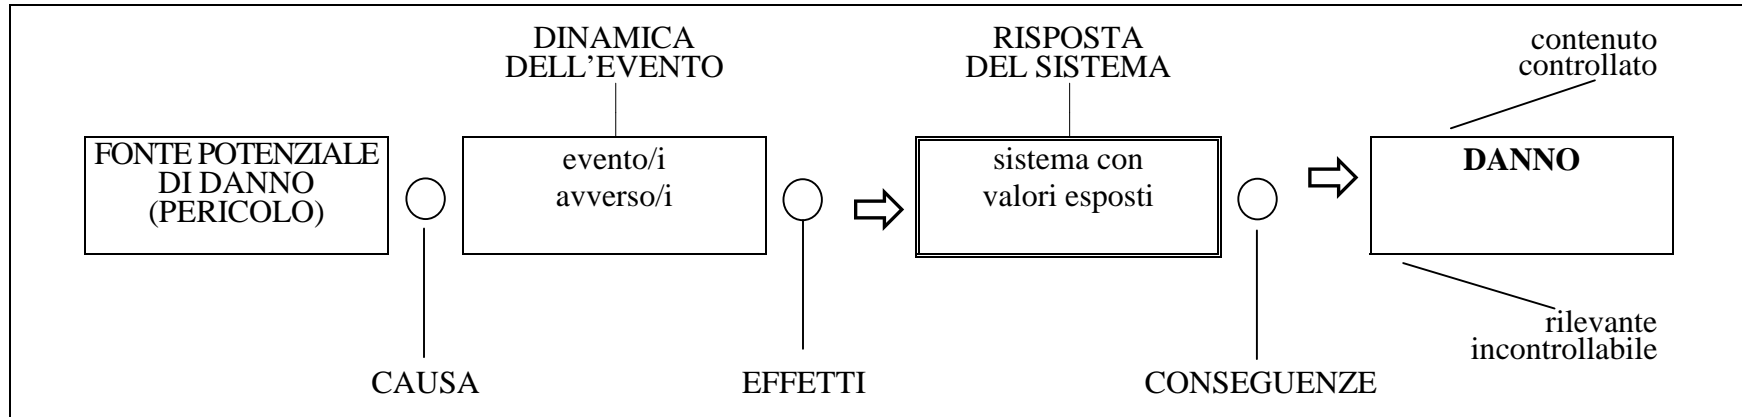 DINAMICA
DELL’EVENTO
RISPOSTA
DEL SISTEMA
contenuto
controllato
FONTE POTENZIALE
DI DANNO
(PERICOLO)
evento/i
avverso/i
sistema con
valori esposti
DANNO
rilevante
incontrollabile
CAUSA
EFFETTI
CONSEGUENZE